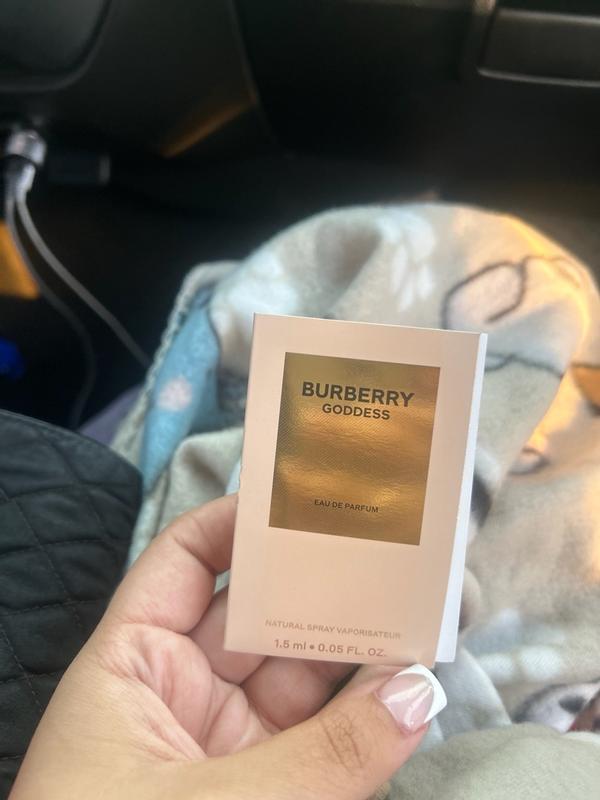 BURBERRY
GODDESS
EAU DE PARFUM
NATURAL SPRAY VAPORISATEUR
1.5 ml • 0.05 FL. OZ.